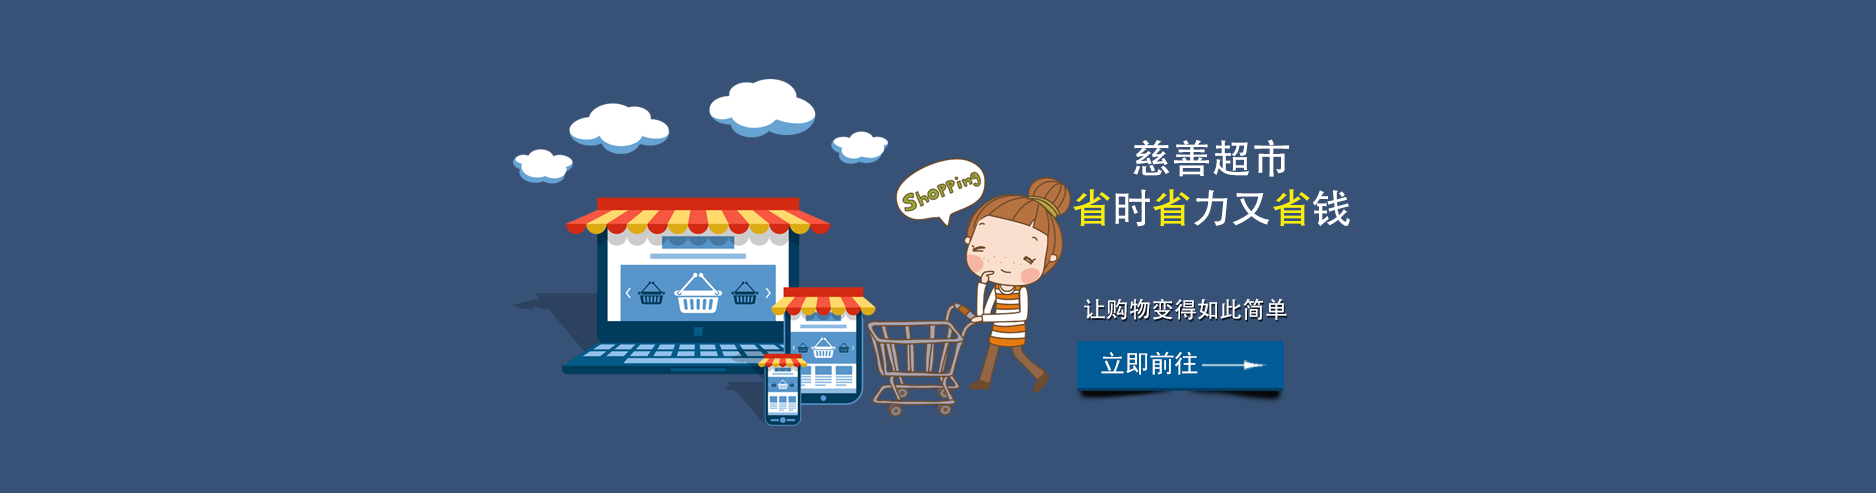 Shopping
慈善超市
省时省力又省钱
让购物变得如此简单
立即前往